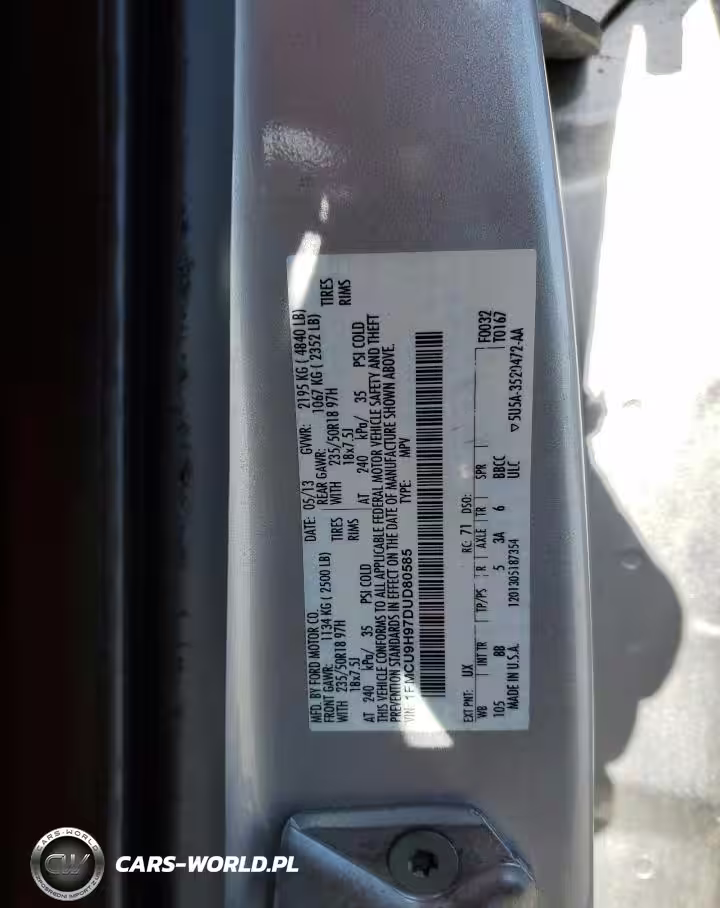 MFD. BY FORD MOTOR CO.
DATE: 05/13 GVWR: 2195 KG ( 4840 LB)
FRONT GAWR: 1134 KG ( 2500 LB)
REAR GAWR: 1067 KG ( 2352 LB)
WITH 235/50R18 97H TIRES
WITH 235/50R18 97H TIRES
18x7.5J RIMS
18x7.5J RIMS
AT 240 kPa/ 35 PSI COLD
AT 240 kPa/ 35 PSI COLD
THIS VEHICLE CONFORMS TO ALL APPLICABLE FEDERAL MOTOR VEHICLE SAFETY AND THEFT
PREVENTION STANDARDS IN EFFECT ON THE DATE OF MANUFACTURE SHOWN ABOVE.
VIN: 1FMCU9H97DUD80585 TYPE: MPV
EXT PNT: UX RC: 71 DSO:
WB INT TR TP/PS R AXLE TR SPR F0032
105 BB 5 3A 6 BBCC T0167
MADE IN U.S.A. 1201305187354 ULC 5U5A-3520472-AA
CARS-WORLD
CW
CARS-WORLD.PL